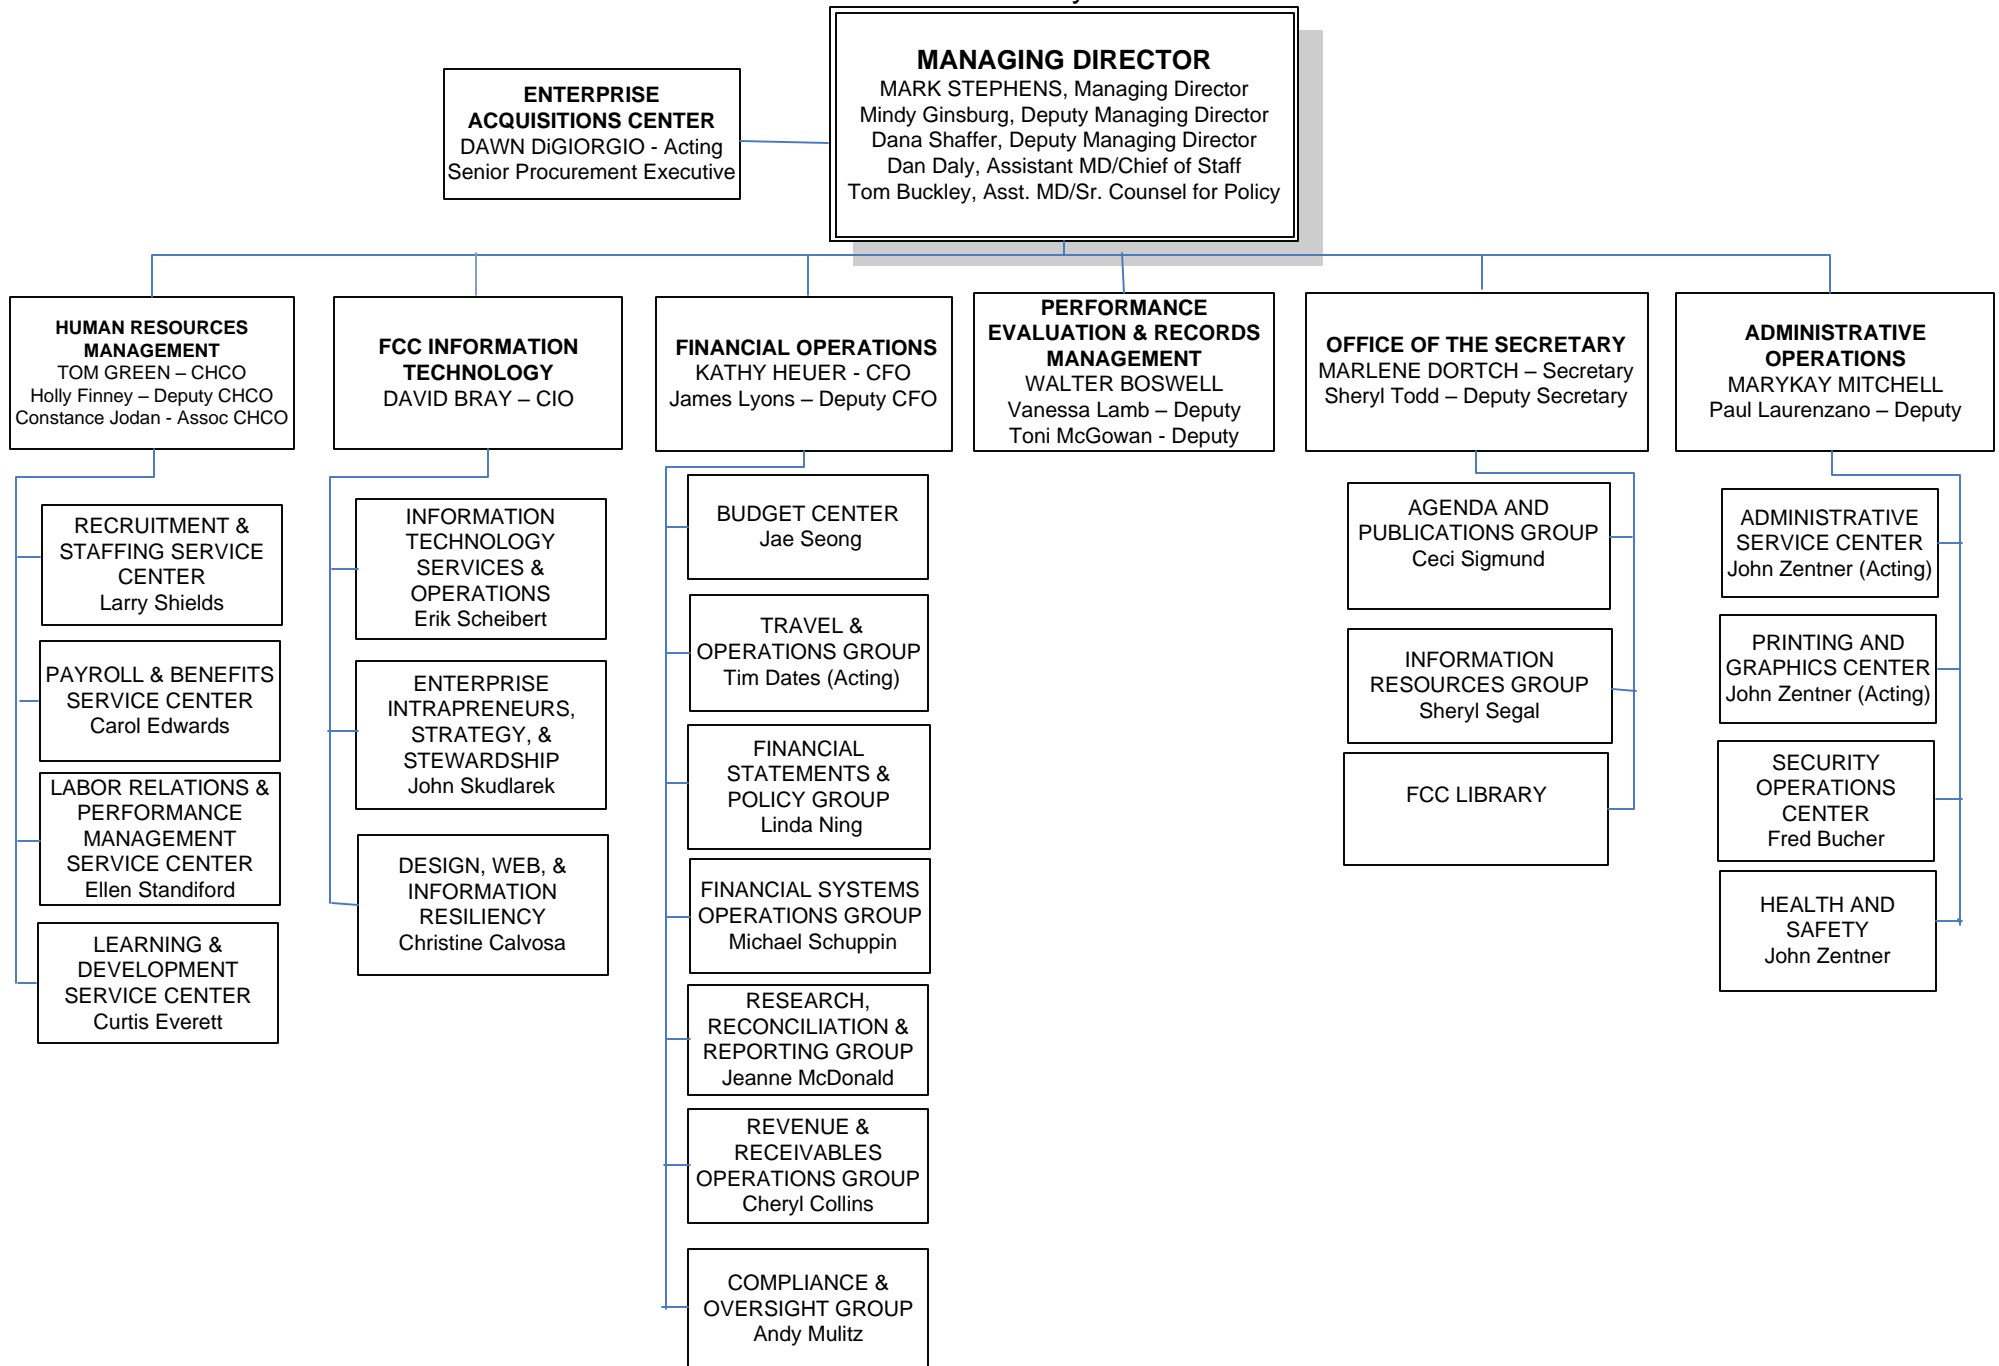 MANAGING DIRECTOR
MARK STEPHENS, Managing Director
Mindy Ginsburg, Deputy Managing Director
Dana Shaffer, Deputy Managing Director
Dan Daly, Assistant MD/Chief of Staff
Tom Buckley, Asst. MD/Sr. Counsel for Policy
ENTERPRISE
ACQUISITIONS CENTER
DAWN DiGIORGIO - Acting
Senior Procurement Executive
HUMAN RESOURCES
MANAGEMENT
TOM GREEN – CHCO
Holly Finney – Deputy CHCO
Constance Jodan - Assoc CHCO
FCC INFORMATION
TECHNOLOGY
DAVID BRAY – CIO
FINANCIAL OPERATIONS
KATHY HEUER - CFO
James Lyons – Deputy CFO
PERFORMANCE
EVALUATION & RECORDS
MANAGEMENT
WALTER BOSWELL
Vanessa Lamb – Deputy
Toni McGowan - Deputy
OFFICE OF THE SECRETARY
MARLENE DORTCH – Secretary
Sheryl Todd – Deputy Secretary
ADMINISTRATIVE
OPERATIONS
MARYKAY MITCHELL
Paul Laurenzano – Deputy
RECRUITMENT &
STAFFING SERVICE
CENTER
Larry Shields
PAYROLL & BENEFITS
SERVICE CENTER
Carol Edwards
LABOR RELATIONS &
PERFORMANCE
MANAGEMENT
SERVICE CENTER
Ellen Standiford
LEARNING &
DEVELOPMENT
SERVICE CENTER
Curtis Everett
INFORMATION
TECHNOLOGY
SERVICES &
OPERATIONS
Erik Scheibert
ENTERPRISE
INTRAPRENEURS,
STRATEGY, &
STEWARDSHIP
John Skudlarek
DESIGN, WEB, &
INFORMATION
RESILIENCY
Christine Calvosa
BUDGET CENTER
Jae Seong
TRAVEL &
OPERATIONS GROUP
Tim Dates (Acting)
FINANCIAL
STATEMENTS &
POLICY GROUP
Linda Ning
FINANCIAL SYSTEMS
OPERATIONS GROUP
Michael Schuppin
RESEARCH,
RECONCILIATION &
REPORTING GROUP
Jeanne McDonald
REVENUE &
RECEIVABLES
OPERATIONS GROUP
Cheryl Collins
COMPLIANCE &
OVERSIGHT GROUP
Andy Mulitz
AGENDA AND
PUBLICATIONS GROUP
Ceci Sigmund
INFORMATION
RESOURCES GROUP
Sheryl Segal
FCC LIBRARY
ADMINISTRATIVE
SERVICE CENTER
John Zentner (Acting)
PRINTING AND
GRAPHICS CENTER
John Zentner (Acting)
SECURITY
OPERATIONS
CENTER
Fred Bucher
HEALTH AND
SAFETY
John Zentner